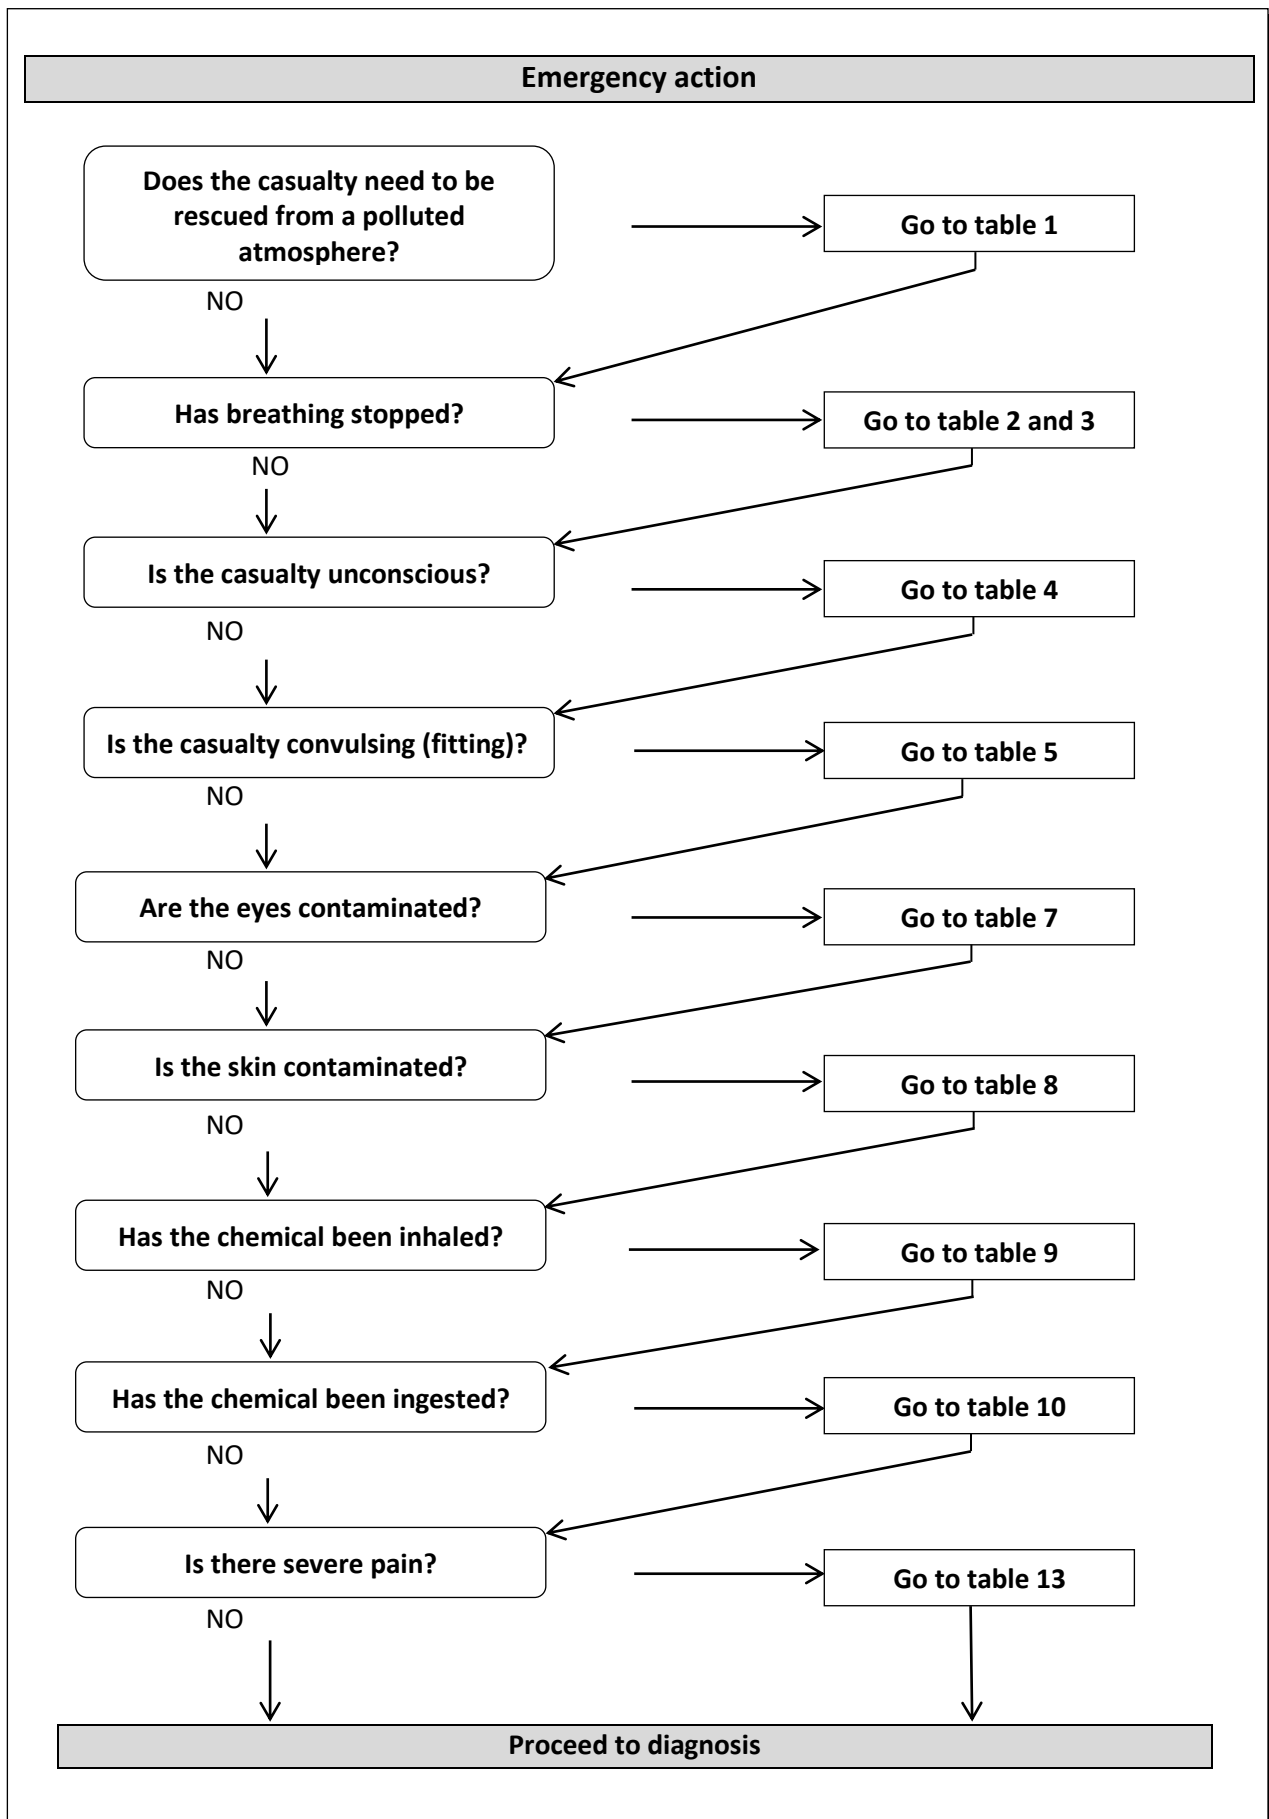 Emergency action
Does the casualty need to be
rescued from a polluted
atmosphere?
Go to table 1
NO
Has breathing stopped?
Go to table 2 and 3
NO
Is the casualty unconscious?
Go to table 4
NO
Is the casualty convulsing (fitting)?
Go to table 5
NO
Are the eyes contaminated?
Go to table 7
NO
Is the skin contaminated?
Go to table 8
NO
Has the chemical been inhaled?
Go to table 9
NO
Has the chemical been ingested?
Go to table 10
NO
Is there severe pain?
Go to table 13
NO
Proceed to diagnosis